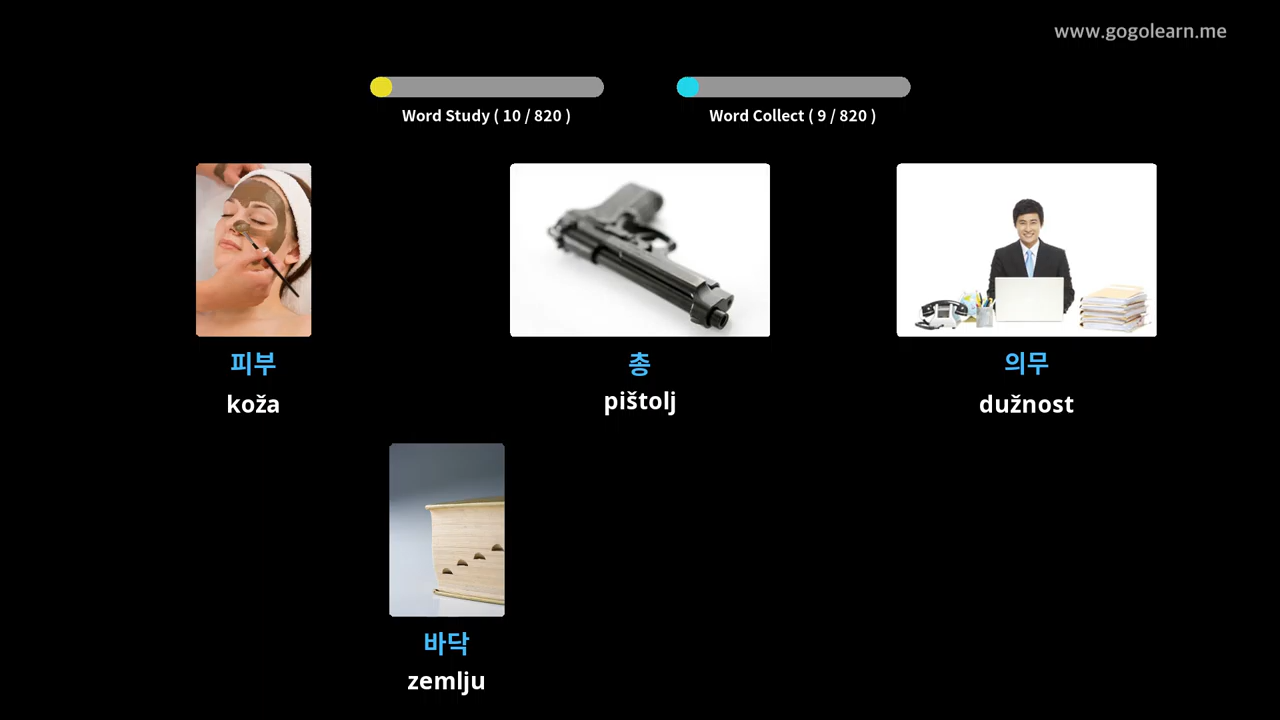 www.gogolearn.me
Word Study ( 10 / 820 )
Word Collect ( 9 / 820 )
피부
koža
총
pištolj
의무
dužnost
바닥
zemlju